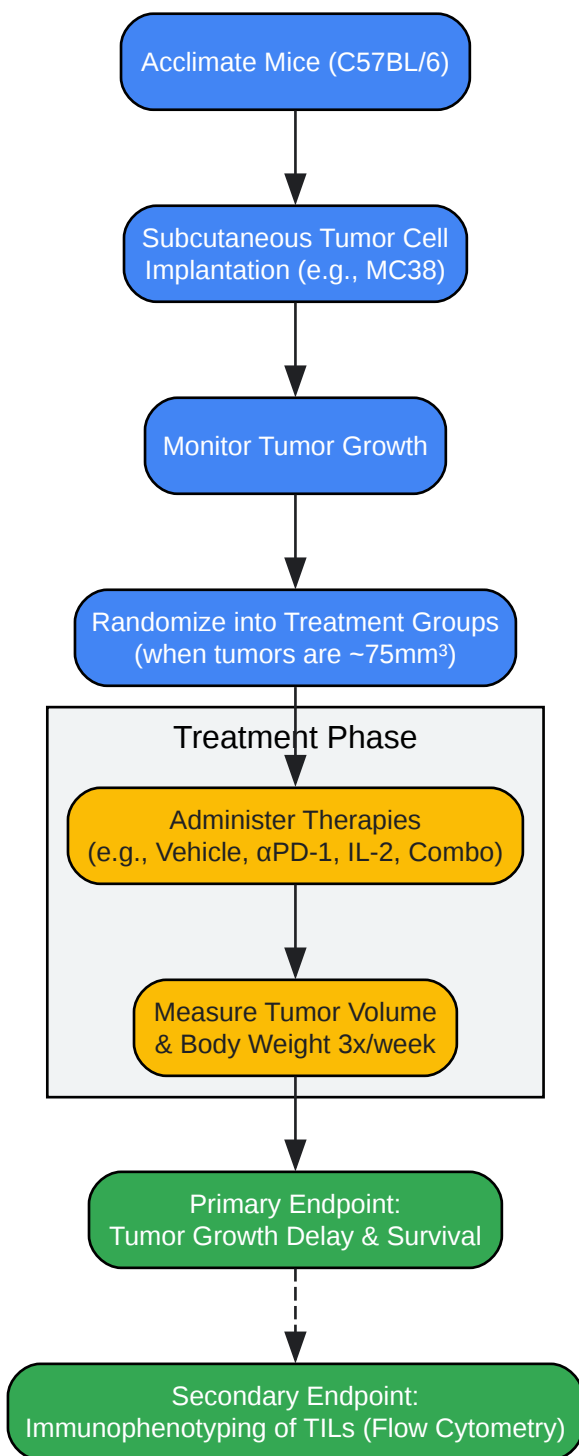 Acclimate Mice (C57BL/6)
Subcutaneous Tumor Cell
Implantation (e.g., MC38)
Monitor Tumor Growth
Randomize into Treatment Groups
(when tumors are ~75mm³)
Treatment Phase
Administer Therapies
(e.g., Vehicle, αPD-1, IL-2, Combo)
Measure Tumor Volume
& Body Weight 3x/week
Primary Endpoint:
Tumor Growth Delay & Survival
Secondary Endpoint:
Immunophenotyping of TILs (Flow Cytometry)